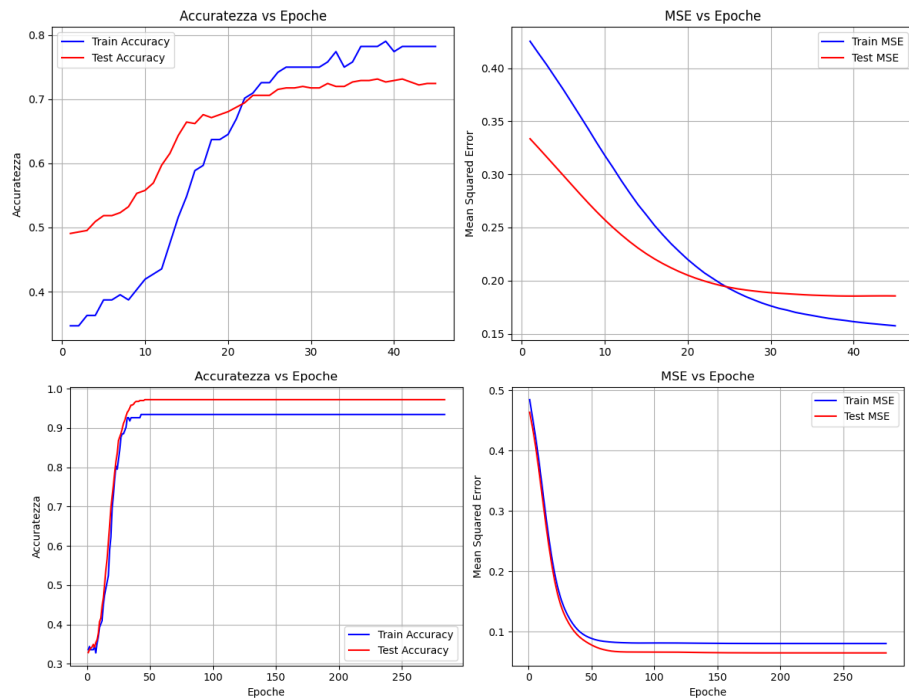 Accuratezza vs Epoche
Accuratezza
0.8
0.7
0.6
0.5
0.4
0 10 20 30 40
Train Accuracy
Test Accuracy
MSE vs Epoche
Mean Squared Error
0.40
0.35
0.30
0.25
0.20
0.15
0 10 20 30 40
Train MSE
Test MSE
Accuratezza vs Epoche
Accuratezza
1.0
0.9
0.8
0.7
0.6
0.5
0.4
0.3
0 50 100 150 200 250
Epoche
Train Accuracy
Test Accuracy
MSE vs Epoche
Mean Squared Error
0.5
0.4
0.3
0.2
0.1
0 50 100 150 200 250
Epoche
Train MSE
Test MSE